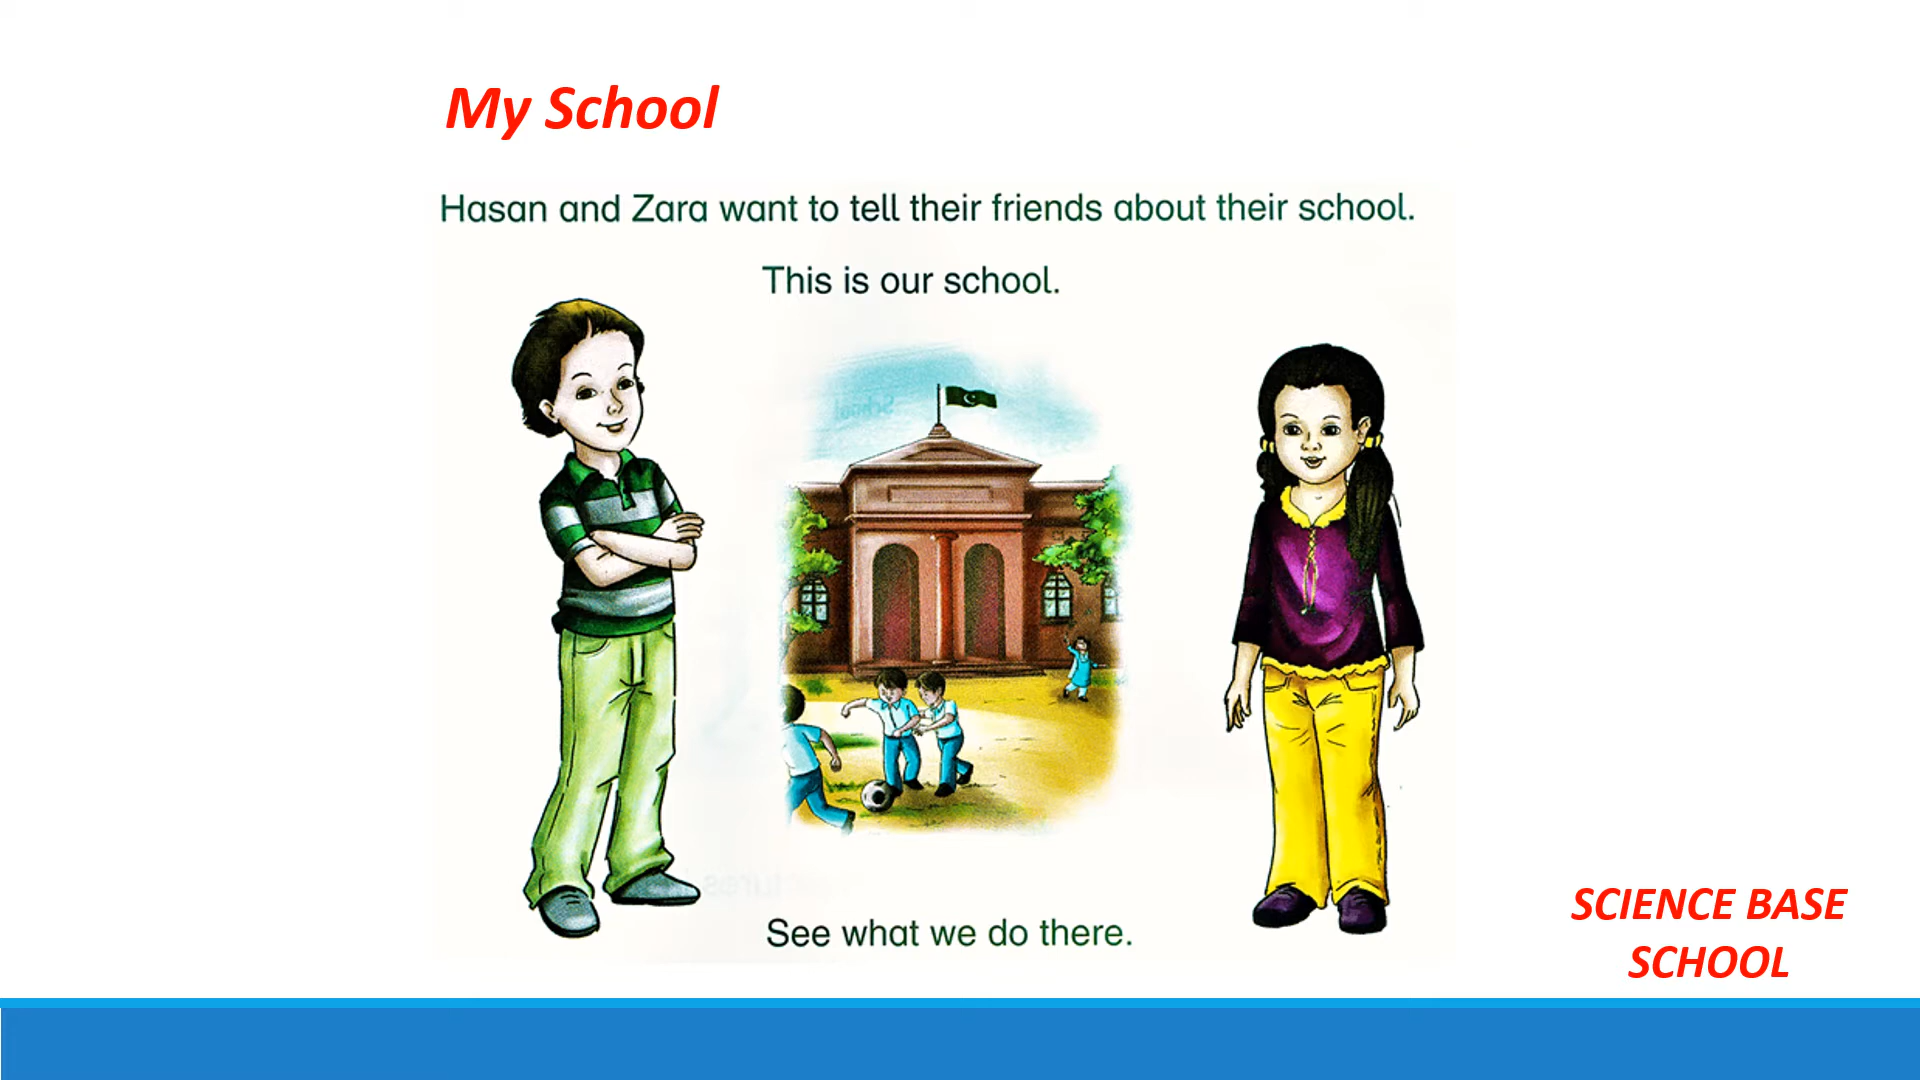 My School
Hasan and Zara want to tell their friends about their school.
This is our school.
See what we do there.
SCIENCE BASE
SCHOOL